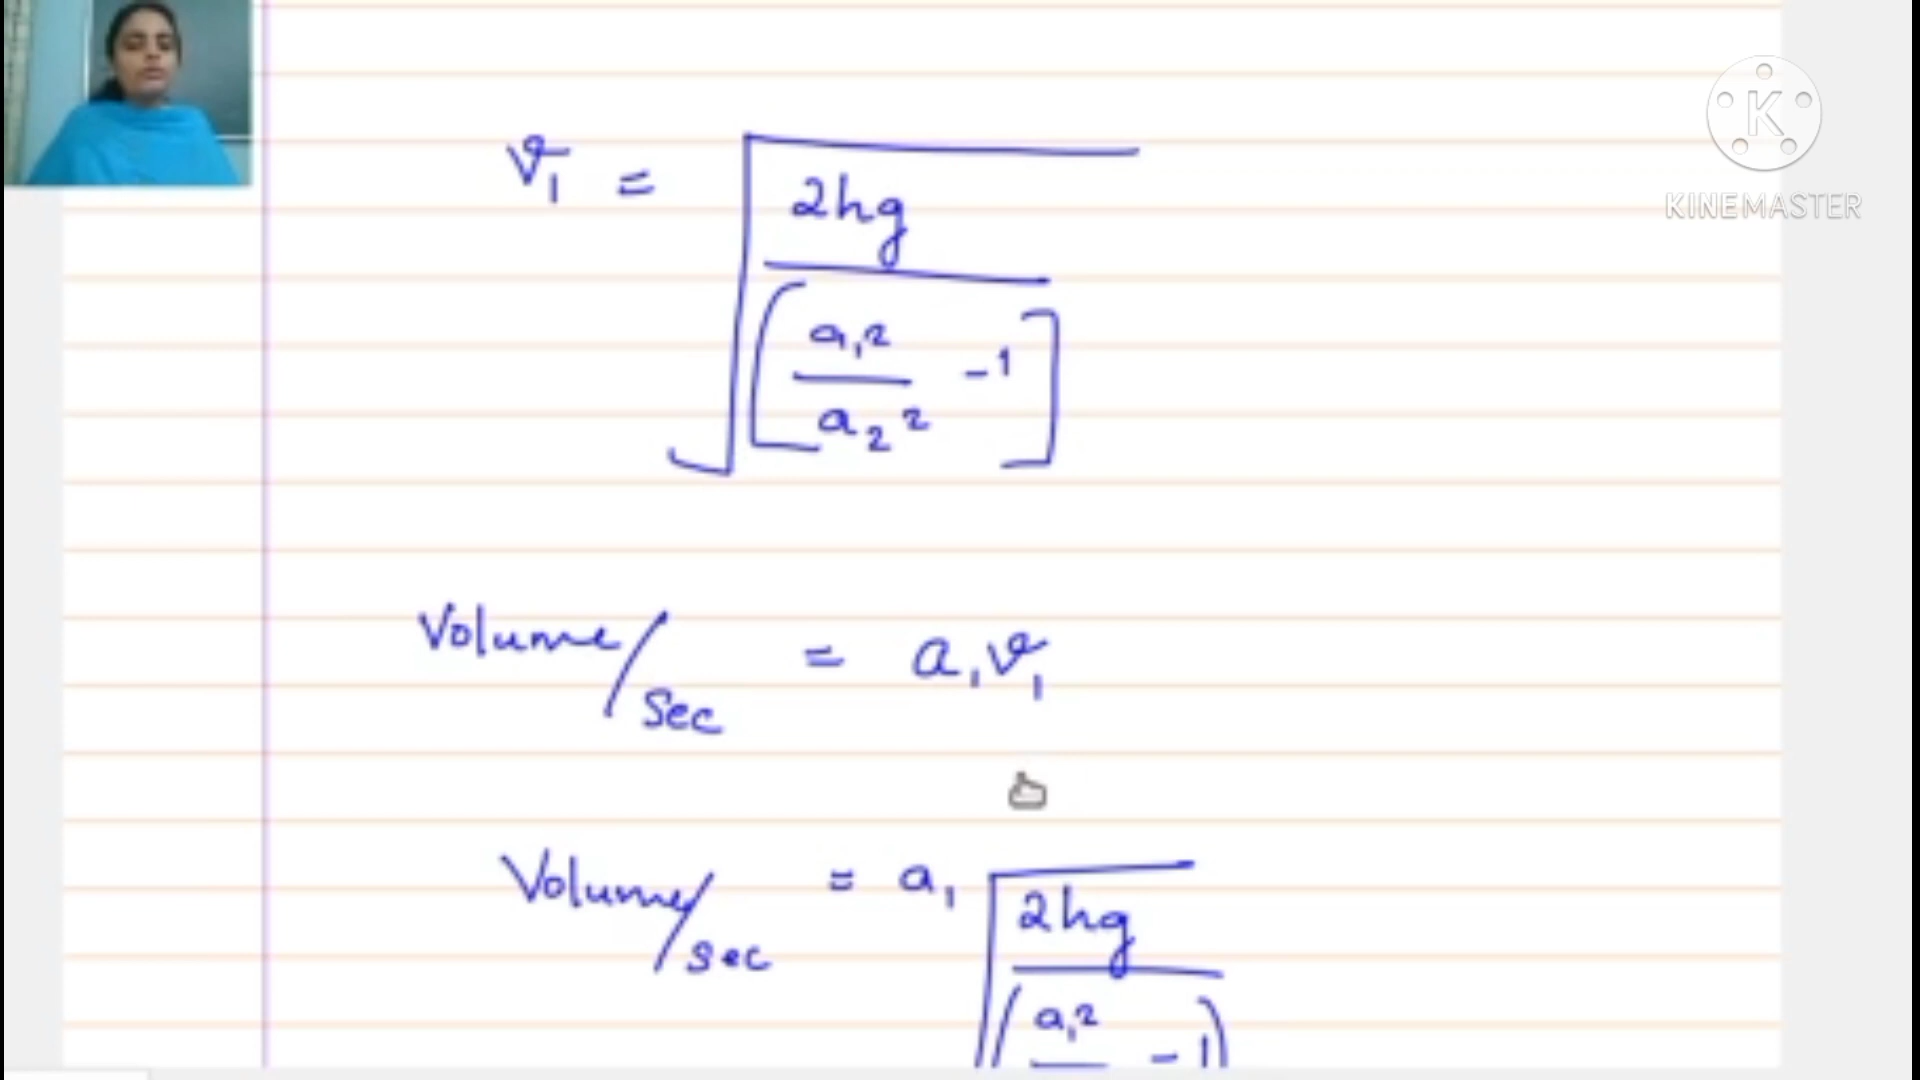 K
KINEMASTER
v₁ = √(2hg / [a₁² / a₂² - 1])
Volume/sec = a₁v₁
Volume/sec = a₁ √(2hg / (a₁² - 1)